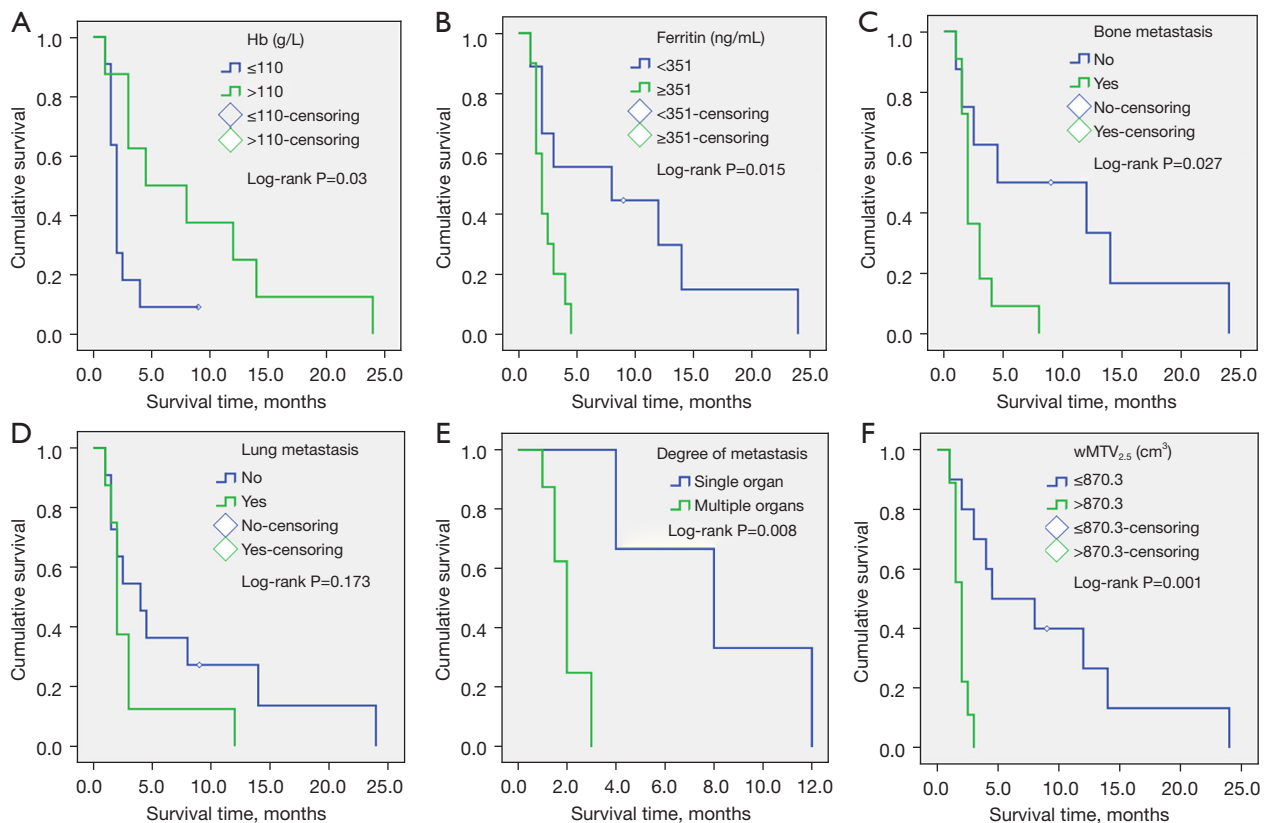 A
Hb (g/L)
≤110
>110
≤110-censoring
>110-censoring
Log-rank P=0.03
Cumulative survival
1.0
0.8
0.6
0.4
0.2
0.0
0.0 5.0 10.0 15.0 20.0 25.0
Survival time, months
B
Ferritin (ng/mL)
<351
≥351
<351-censoring
≥351-censoring
Log-rank P=0.015
Cumulative survival
1.0
0.8
0.6
0.4
0.2
0.0
0.0 5.0 10.0 15.0 20.0 25.0
Survival time, months
C
Bone metastasis
No
Yes
No-censoring
Yes-censoring
Log-rank P=0.027
Cumulative survival
1.0
0.8
0.6
0.4
0.2
0.0
0.0 5.0 10.0 15.0 20.0 25.0
Survival time, months
D
Lung metastasis
No
Yes
No-censoring
Yes-censoring
Log-rank P=0.173
Cumulative survival
1.0
0.8
0.6
0.4
0.2
0.0
0.0 5.0 10.0 15.0 20.0 25.0
Survival time, months
E
Degree of metastasis
Single organ
Multiple organs
Log-rank P=0.008
Cumulative survival
1.0
0.8
0.6
0.4
0.2
0.0
0.0 2.0 4.0 6.0 8.0 10.0 12.0
Survival time, months
F
wMTV2.5 (cm³)
≤870.3
>870.3
≤870.3-censoring
>870.3-censoring
Log-rank P=0.001
Cumulative survival
1.0
0.8
0.6
0.4
0.2
0.0
0.0 5.0 10.0 15.0 20.0 25.0
Survival time, months